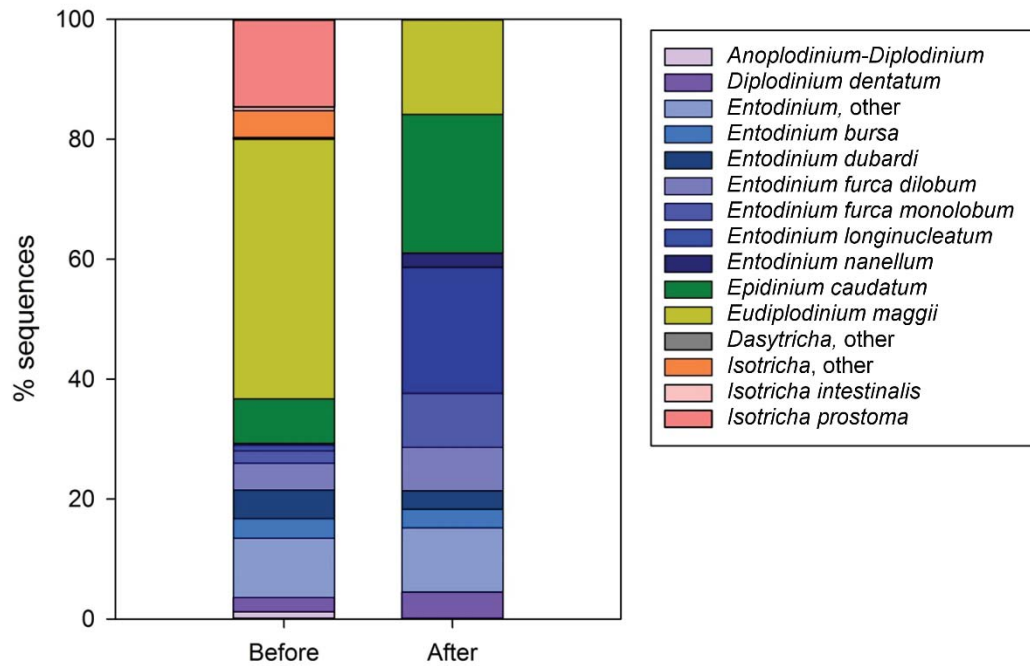 100
80
60
40
20
0
% sequences
Before
After
Anoplodinium-Diplodinium
Diplodinium dentatum
Entodinium, other
Entodinium bursa
Entodinium dubardi
Entodinium furca dilobum
Entodinium furca monolobum
Entodinium longinucleatum
Entodinium nanellum
Epidinium caudatum
Eudiplodinium maggii
Dasytricha, other
Isotricha, other
Isotricha intestinalis
Isotricha prostoma